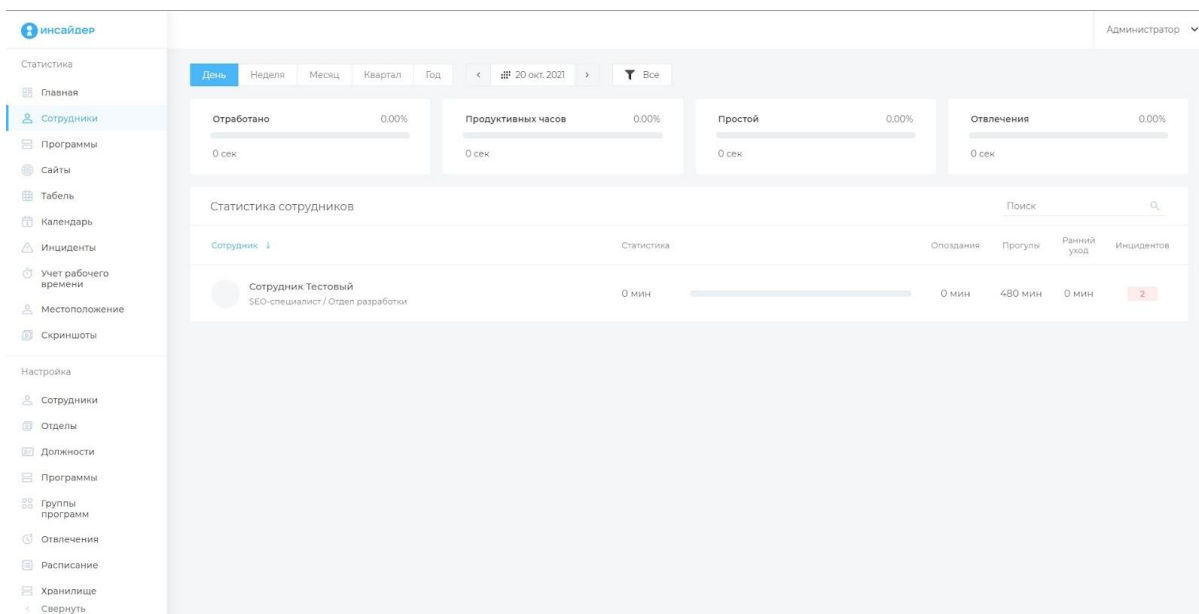 инсайдер
Администратор
Статистика
Главная
Сотрудники
Программы
Сайты
Табель
Календарь
Инциденты
Учет рабочего
времени
Местоположение
Скриншоты
Настройка
Сотрудники
Отделы
Должности
Программы
Группы
программ
Отвлечения
Расписание
Хранилище
< Свернуть
День Неделя Месяц Квартал Год < 20 окт. 2021 > Все
Отработано 0.00%
0 сек
Продуктивных часов 0.00%
0 сек
Простой 0.00%
0 сек
Отвлечения 0.00%
0 сек
Статистика сотрудников Поиск
Сотрудник ↓ Статистика Опоздания Прогулы Ранний уход Инцидентов
Сотрудник Тестовый
SEO-специалист / Отдел разработки
0 мин 0 мин 480 мин 0 мин 2